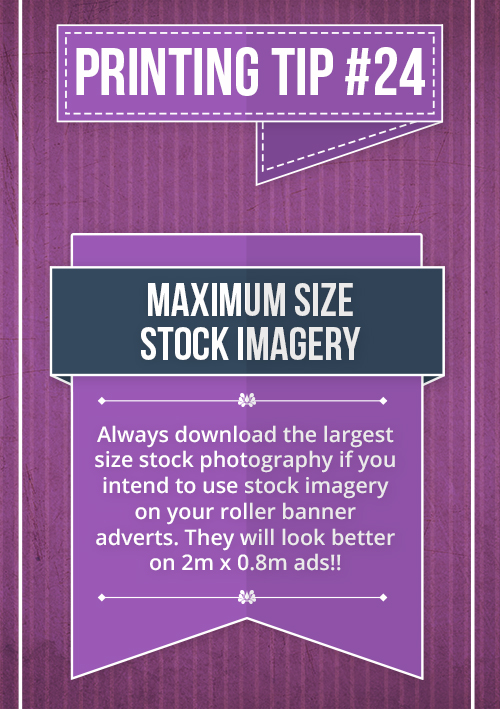 PRINTING TIP #24
MAXIMUM SIZE
STOCK IMAGERY
Always download the largest
size stock photography if you
intend to use stock imagery
on your roller banner
adverts. They will look better
on 2m x 0.8m ads!!